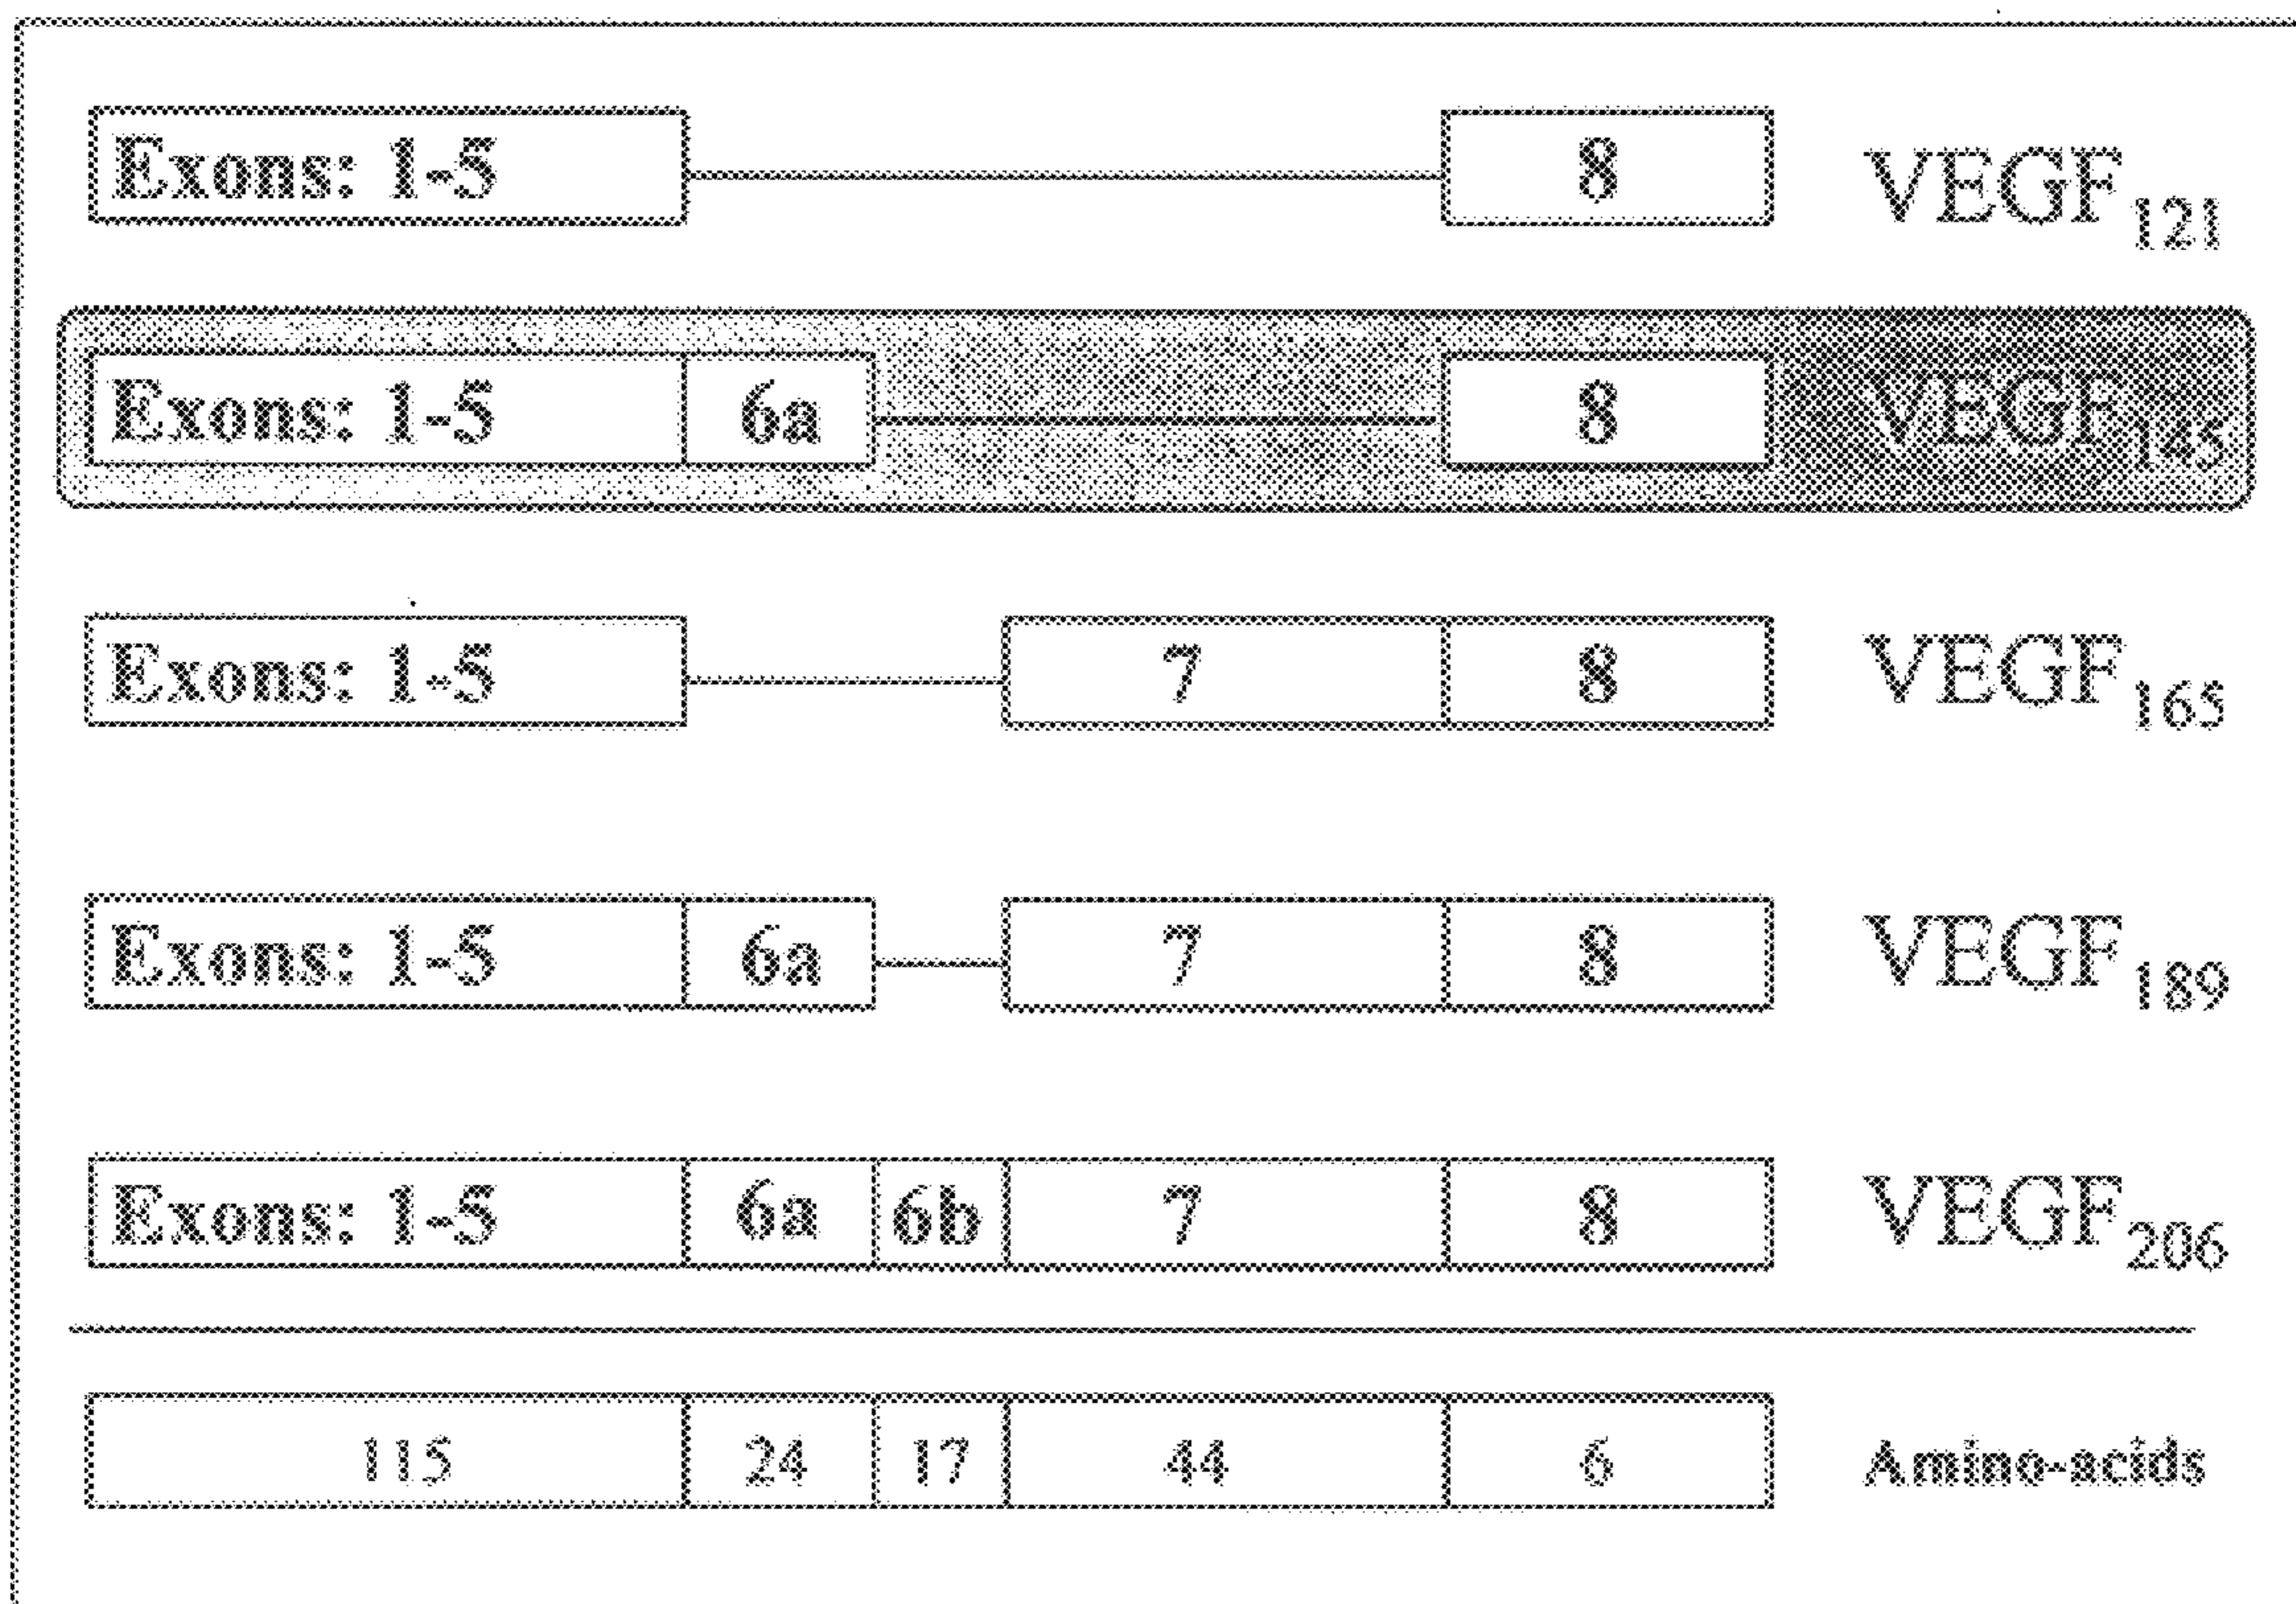 Exons: 1-5 8 VEGF121
Exons: 1-5 6a 8 VEGF145
Exons: 1-5 7 8 VEGF165
Exons: 1-5 6a 7 8 VEGF189
Exons: 1-5 6a 6b 7 8 VEGF206
115 24 17 44 6 Amino-acids